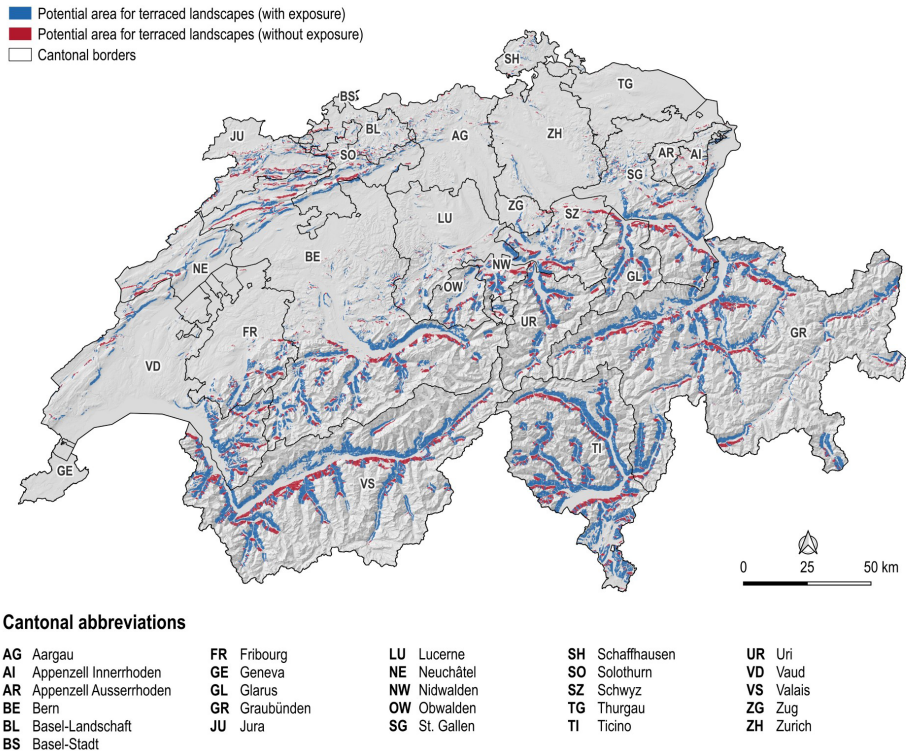 Potential area for terraced landscapes (with exposure)
Potential area for terraced landscapes (without exposure)
Cantonal borders
SH
TG
BS
BL
JU
AG
ZH
SO
AR
AI
SG
ZG
SZ
LU
NE
BE
NW
OW
GL
UR
FR
GR
VD
TI
GE
VS
0 25 50 km
Cantonal abbreviations
AG Aargau
AI Appenzell Innerrhoden
AR Appenzell Ausserrhoden
BE Bern
BL Basel-Landschaft
BS Basel-Stadt
FR Fribourg
GE Geneva
GL Glarus
GR Graubünden
JU Jura
LU Lucerne
NE Neuchâtel
NW Nidwalden
OW Obwalden
SG St. Gallen
SH Schaffhausen
SO Solothurn
SZ Schwyz
TG Thurgau
TI Ticino
UR Uri
VD Vaud
VS Valais
ZG Zug
ZH Zurich